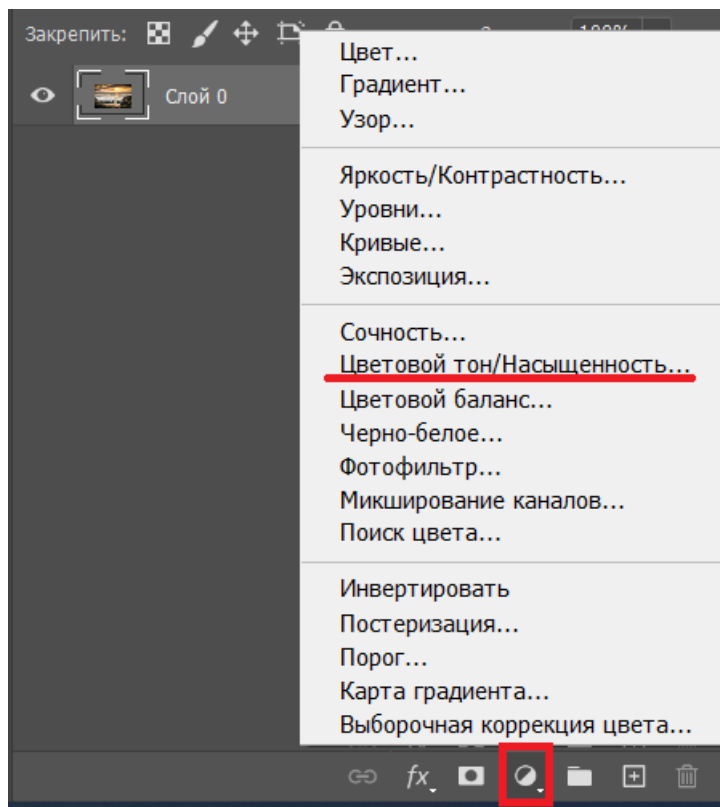 Закрепить:
Слой 0
Цвет...
Градиент...
Узор...
Яркость/Контрастность...
Уровни...
Кривые...
Экспозиция...
Сочность...
Цветовой тон/Насыщенность...
Цветовой баланс...
Черно-белое...
Фотофильтр...
Микширование каналов...
Поиск цвета...
Инвертировать
Постеризация...
Порог...
Карта градиента...
Выборочная коррекция цвета...
fx